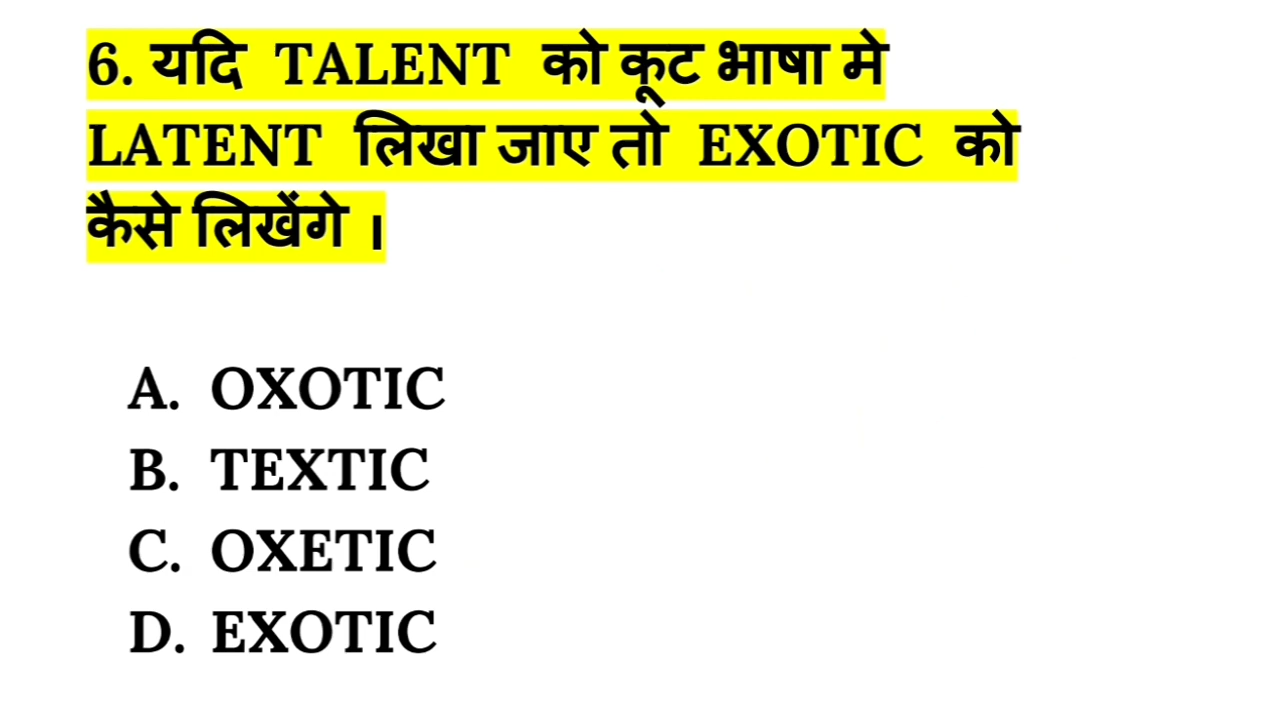 6. यदि TALENT को कूट भाषा मे
LATENT लिखा जाए तो EXOTIC को
कैसे लिखेंगे ।
A. OXOTIC
B. TEXTIC
C. OXETIC
D. EXOTIC